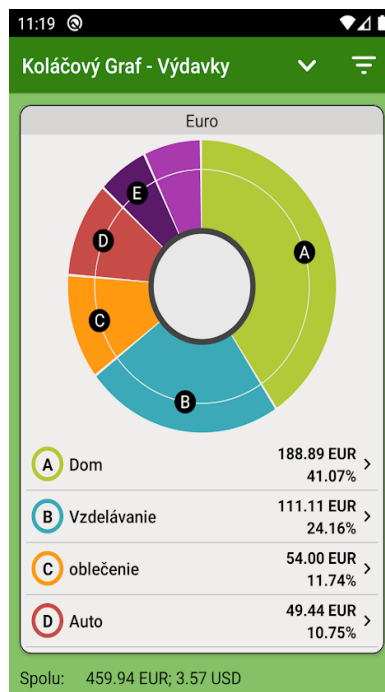 11:19
Koláčový Graf - Výdavky
Euro
A
B
C
D
E
A Dom 188.89 EUR
41.07%
B Vzdelávanie 111.11 EUR
24.16%
C oblečenie 54.00 EUR
11.74%
D Auto 49.44 EUR
10.75%
Spolu: 459.94 EUR; 3.57 USD